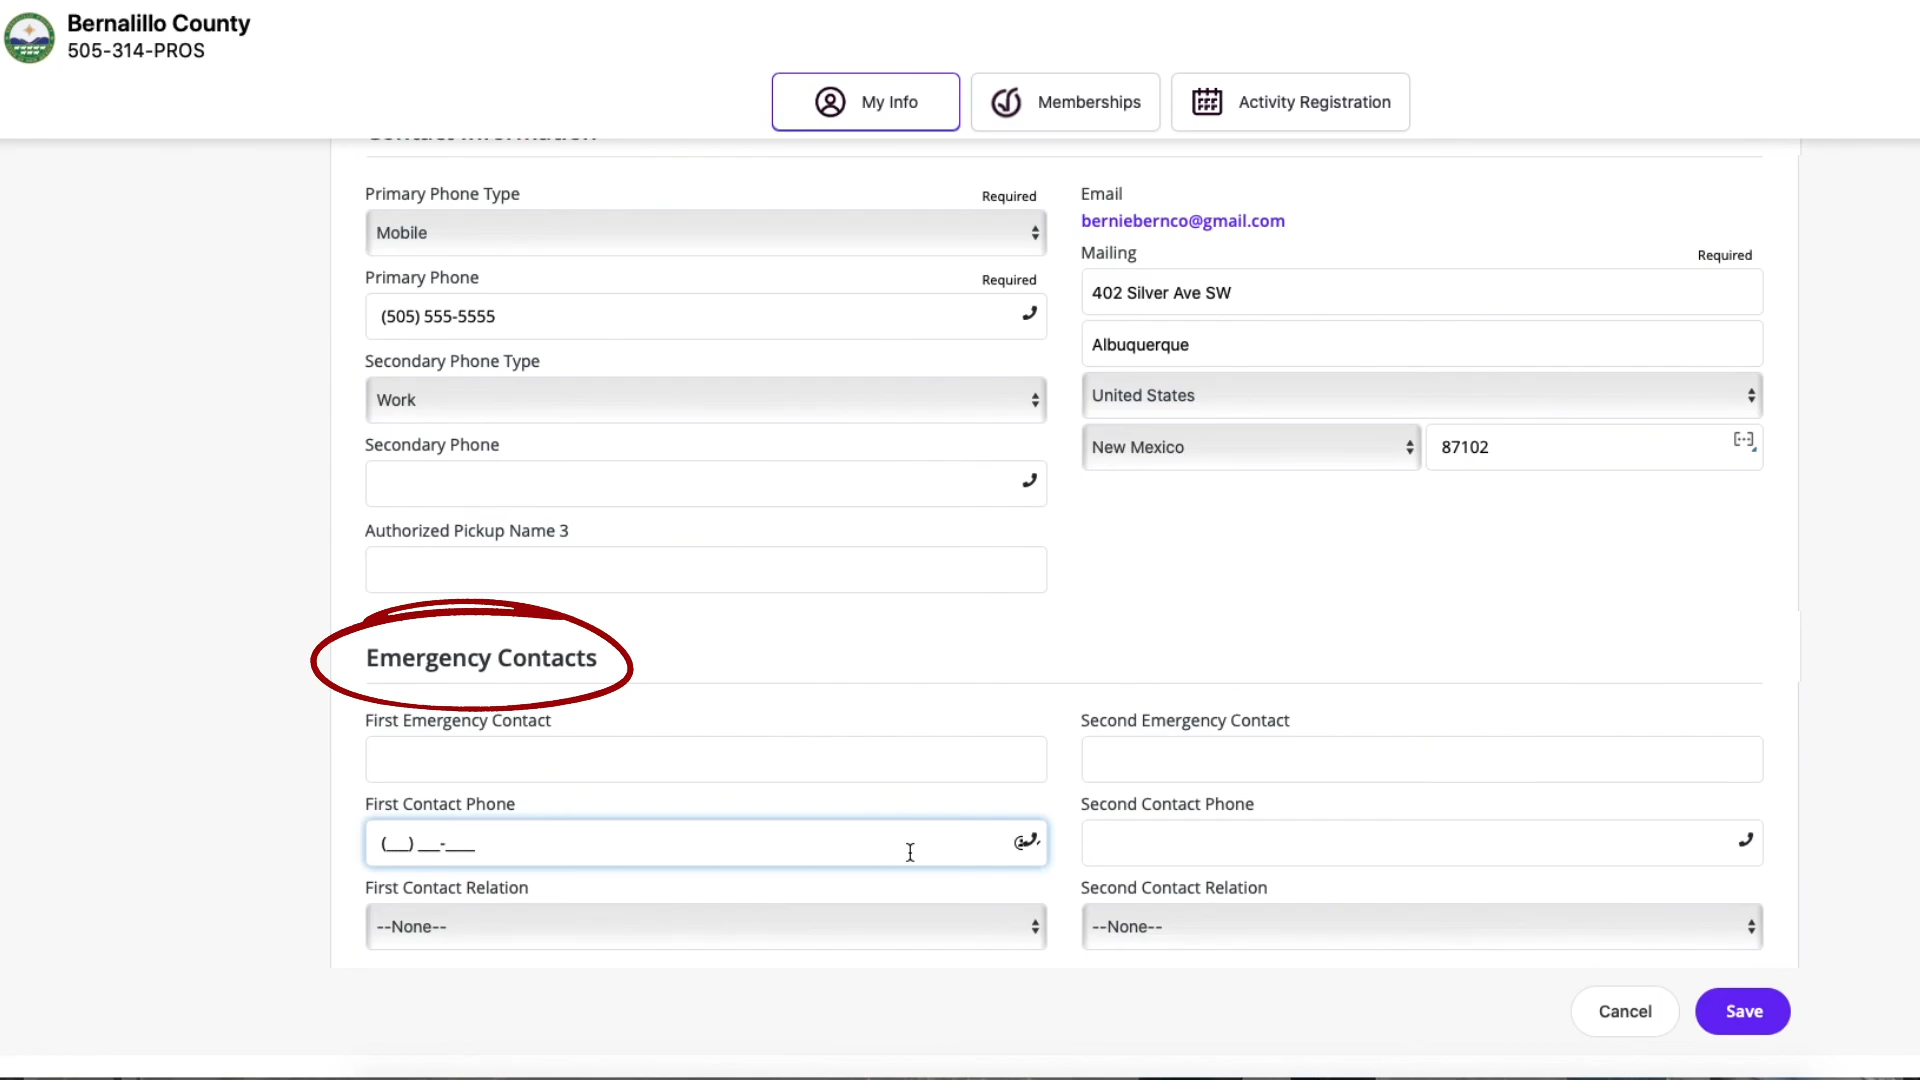 Bernalillo County
505-314-PROS
My Info
Memberships
Activity Registration
Contact Information
Primary Phone Type
Required
Mobile
Primary Phone
Required
(505) 555-5555
Secondary Phone Type
Work
Secondary Phone
Authorized Pickup Name 3
Email
berniebernco@gmail.com
Mailing
Required
402 Silver Ave SW
Albuquerque
United States
New Mexico
87102
Emergency Contacts
First Emergency Contact
First Contact Phone
(___) ___-____
First Contact Relation
--None--
Second Emergency Contact
Second Contact Phone
Second Contact Relation
--None--
Cancel
Save